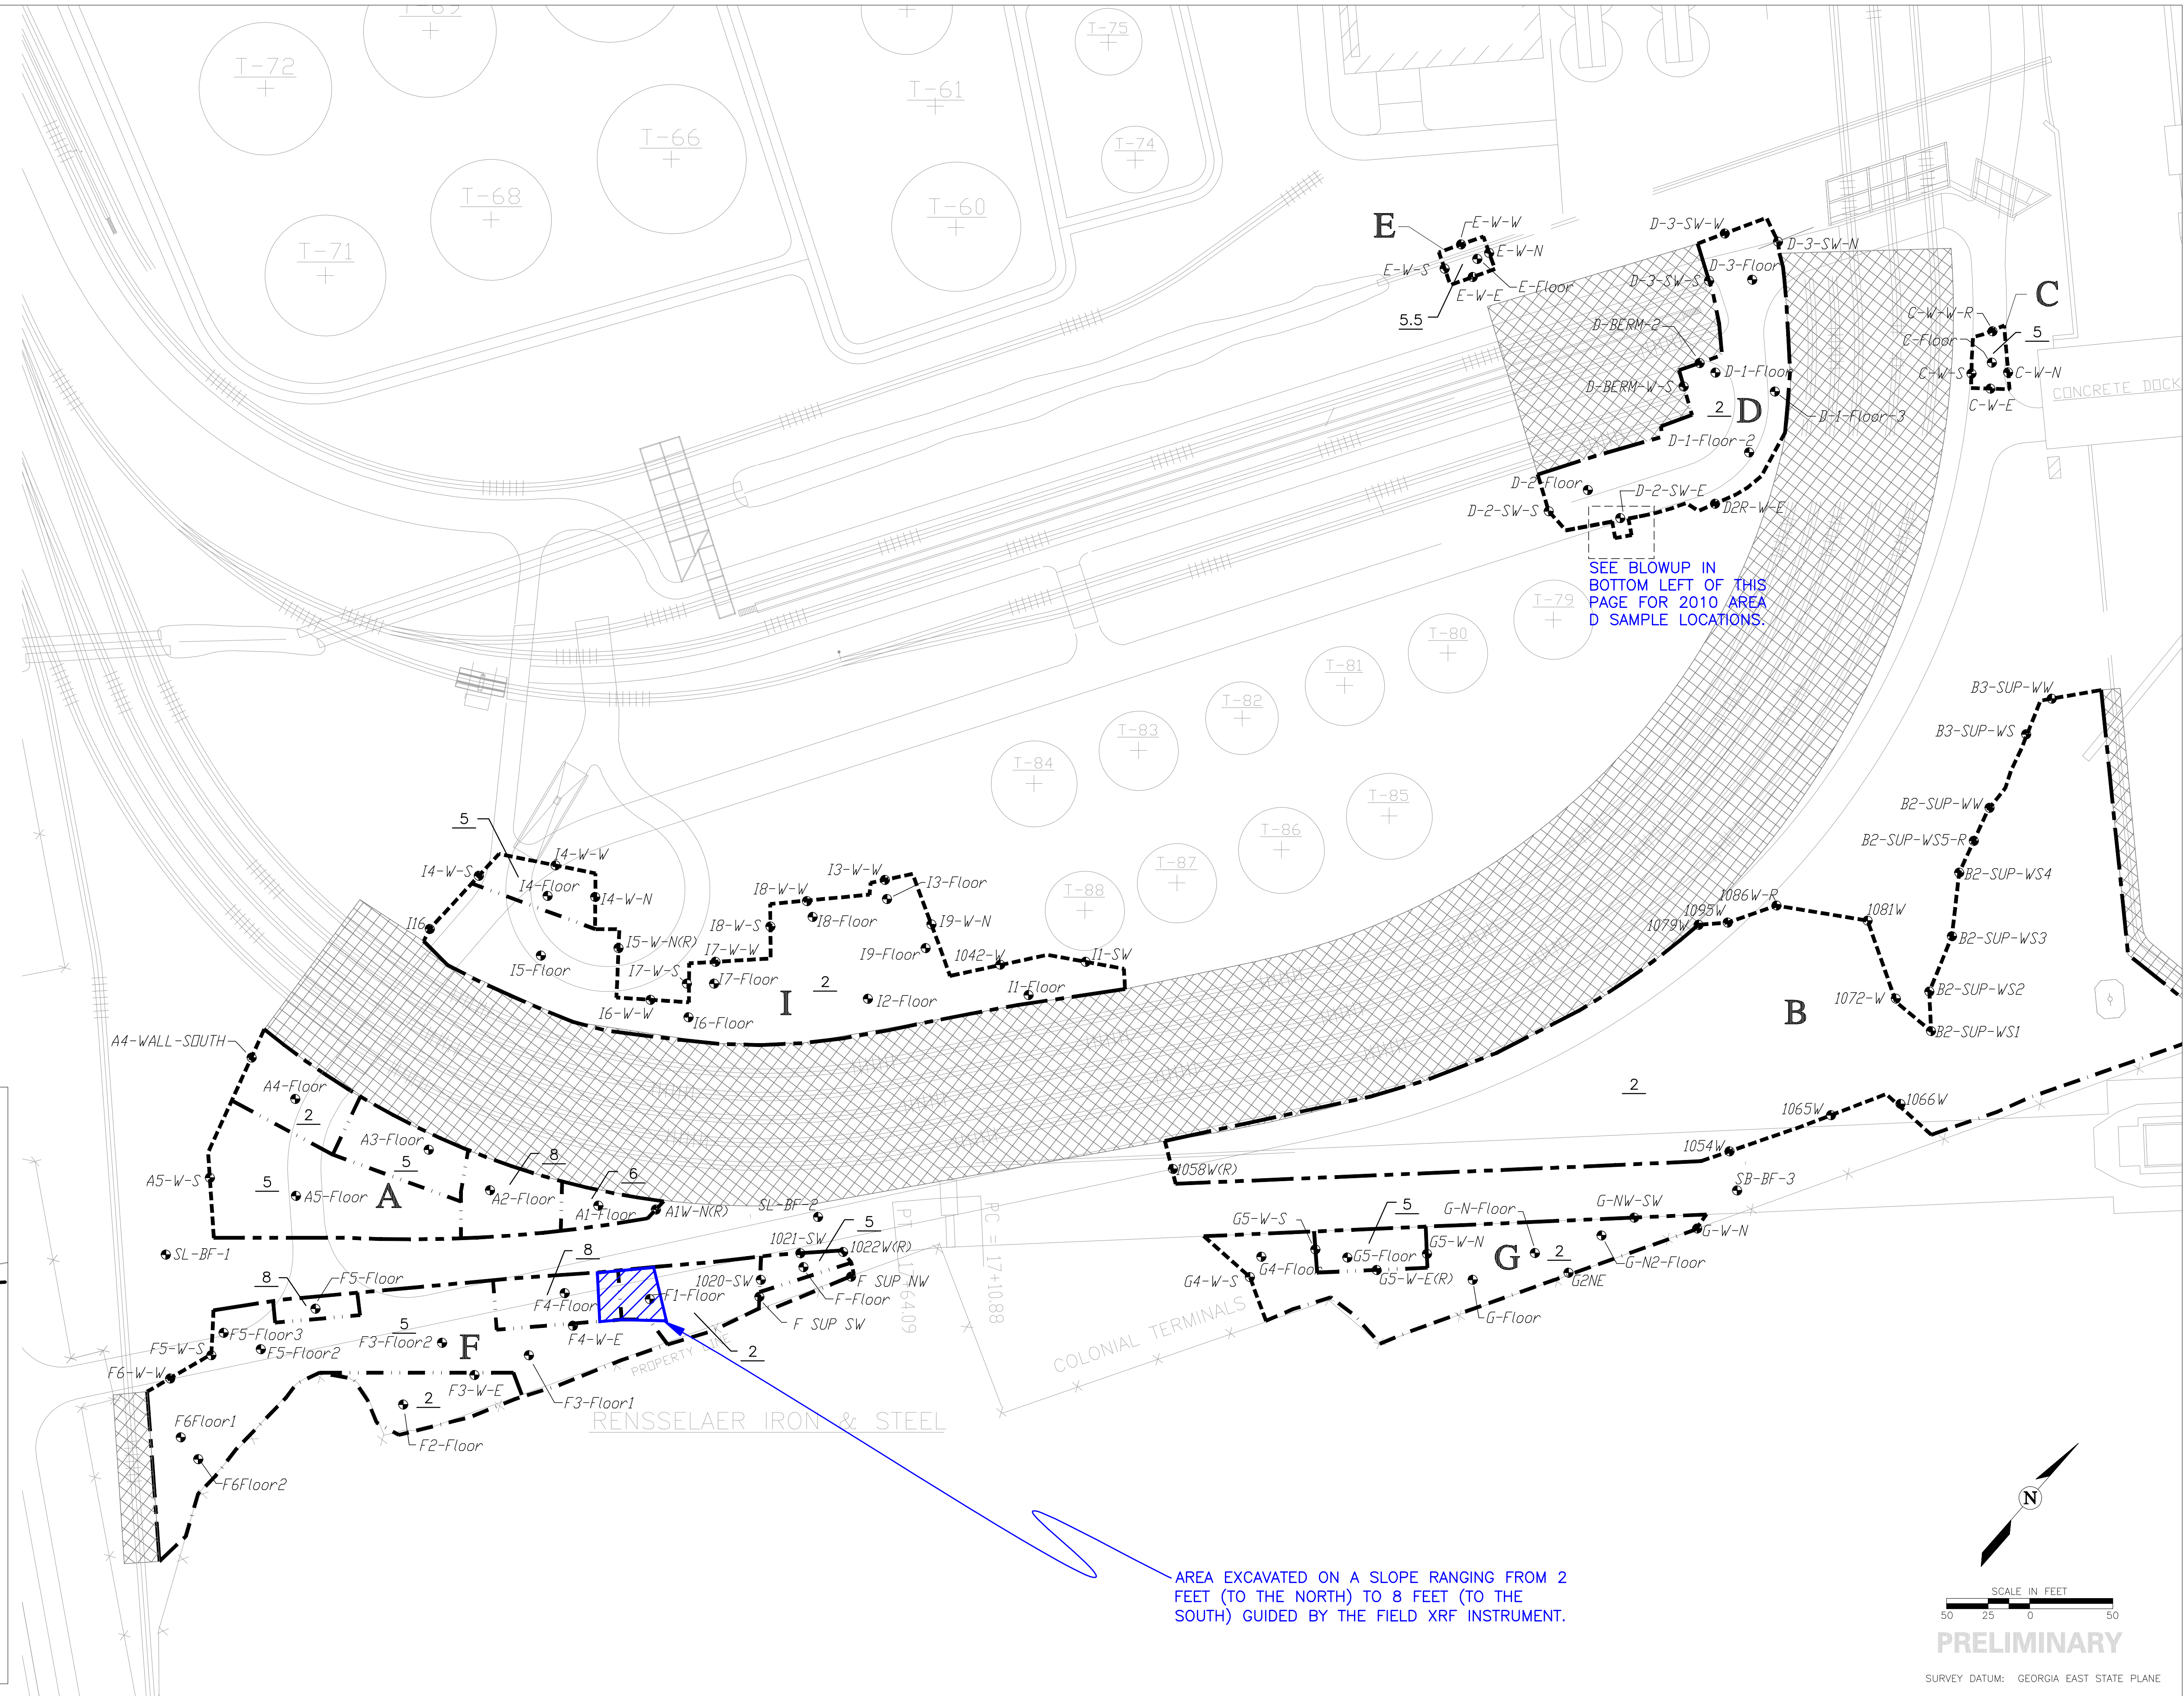 T-69
T-72
T-75
T-61
T-66
T-74
T-68
T-60
T-71
E
E-W-W
E-W-N
E-W-S
E-Floor
E-W-E
5.5
D-3-SW-W
D-3-SW-N
D-3-Floor
D-3-SW-S
D-BERM-2
D-1-Floor
D-BERM-W-S
2
D
D-1-Floor-3
D-1-Floor-2
D-2-Floor
D-2-SW-E
D-2-SW-S
D2R-W-E
C
C-W-W-R
5
C-Floor
C-W-S
C-W-N
C-W-E
CONCRETE DOCK
SEE BLOWUP IN
BOTTOM LEFT OF THIS
PAGE FOR 2010 AREA
D SAMPLE LOCATIONS.
T-79
T-80
T-81
T-82
T-83
T-84
T-85
T-86
T-87
T-88
B3-SUP-WW
B3-SUP-WS
B2-SUP-WW
B2-SUP-WS5-R
B2-SUP-WS4
B2-SUP-WS3
B2-SUP-WS2
B2-SUP-WS1
1086W-R
1095W
1079W
1081W
1072-W
B
2
1066W
1065W
1054W
1058W(R)
SB-BF-3
5
I4-W-W
I4-W-S
I4-Floor
I4-W-N
I16
I5-W-N(R)
I5-Floor
I3-W-W
I3-Floor
I8-W-W
I8-Floor
I8-W-S
I9-W-N
I9-Floor
I7-W-W
I7-W-S
I7-Floor
1042-W
I1-SW
I
2
I2-Floor
I1-Floor
I6-W-W
I6-Floor
A4-WALL-SOUTH
A4-Floor
2
A3-Floor
5
A5-W-S
5
A5-Floor
A
8
A2-Floor
6
A1-Floor
A1W-N(R)
SL-BF-2
SL-BF-1
1021-SW
5
1022W(R)
1020-SW
F SUP NW
F-Floor
F SUP SW
8
F5-Floor
8
F4-Floor
F1-Floor
F4-W-E
F5-Floor3
5
F3-Floor2
F
F5-W-S
F5-Floor2
F6-W-W
F3-W-E
2
F3-Floor1
F2-Floor
F6Floor1
F6Floor2
2
PROPERTY LINE
RENSSELAER IRON & STEEL
PC = 17+10.88
COLONIAL TERMINALS
G5-W-S
5
G-N-Floor
G-NW-SW
G5-W-N
G-W-N
G4-Floor
G5-Floor
G
2
G-N2-Floor
G4-W-S
G5-W-E(R)
G2NE
G-Floor
AREA EXCAVATED ON A SLOPE RANGING FROM 2
FEET (TO THE NORTH) TO 8 FEET (TO THE
SOUTH) GUIDED BY THE FIELD XRF INSTRUMENT.
N
SCALE IN FEET
50 25 0 50
PRELIMINARY
SURVEY DATUM: GEORGIA EAST STATE PLANE